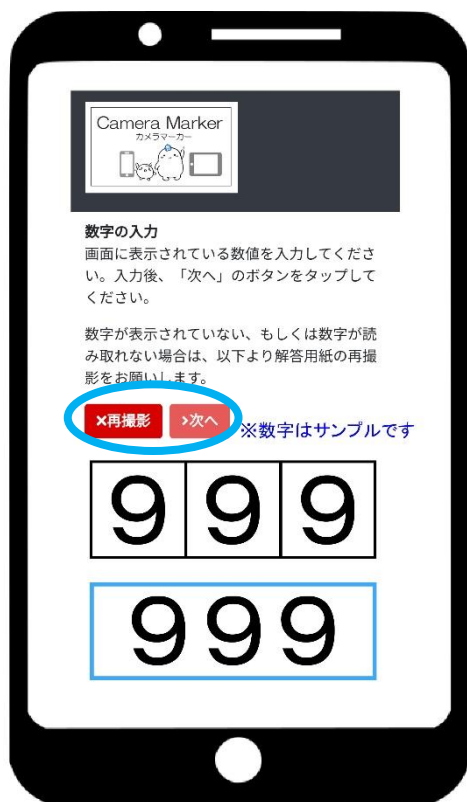 Camera Marker
カメラマーカー
数字の入力
画面に表示されている数値を入力してくださ
い。入力後、「次へ」のボタンをタップして
ください。
数字が表示されていない、もしくは数字が読
み取れない場合は、以下より解答用紙の再撮
影をお願いします。
×再撮影 >次へ ※数字はサンプルです
999
999